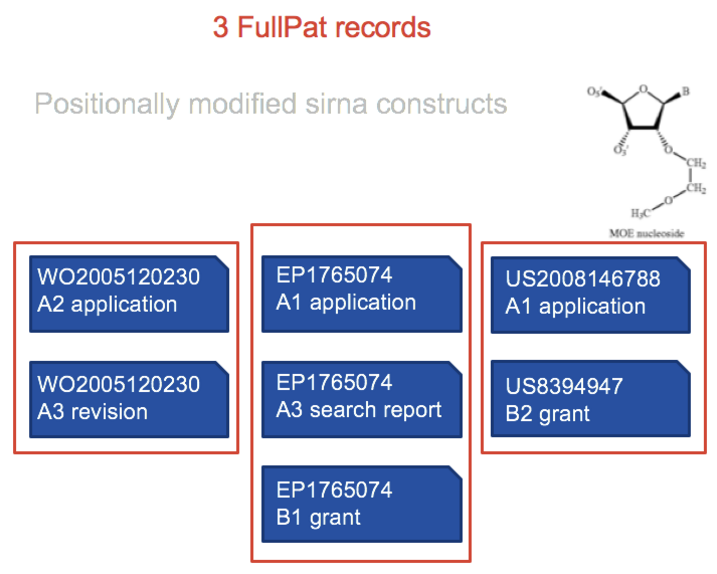 3 FullPat records
Positionally modified sirna constructs
O₃'
O
B
O₃'
O
CH₂
CH₂
O
H₃C
MOE nucleoside
WO2005120230
A2 application
WO2005120230
A3 revision
EP1765074
A1 application
EP1765074
A3 search report
EP1765074
B1 grant
US2008146788
A1 application
US8394947
B2 grant